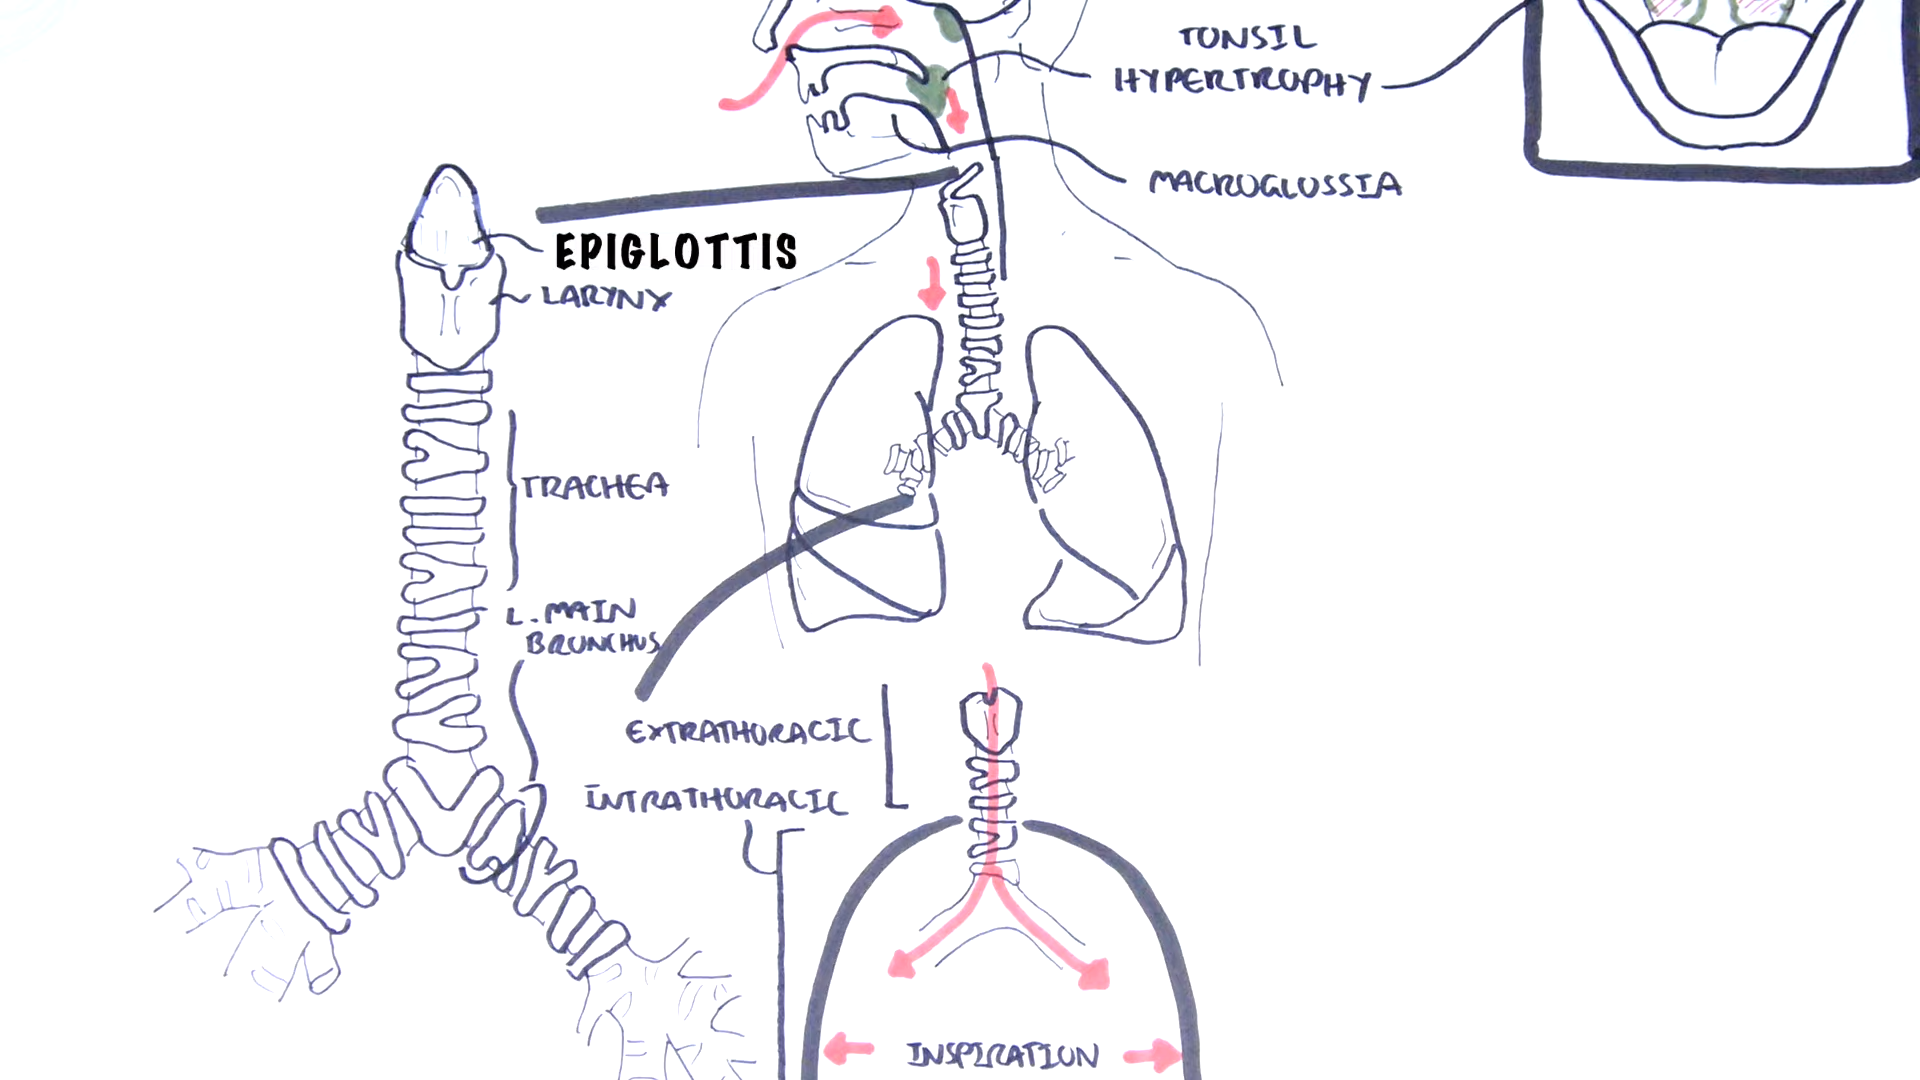 TONSIL
HYPERTROPHY
MACROGLOSSIA
EPIGLOTTIS
LARYNX
TRACHEA
L. MAIN
BRONCHUS
EXTRATHORACIC
INTRATHORACIC
INSPIRATION